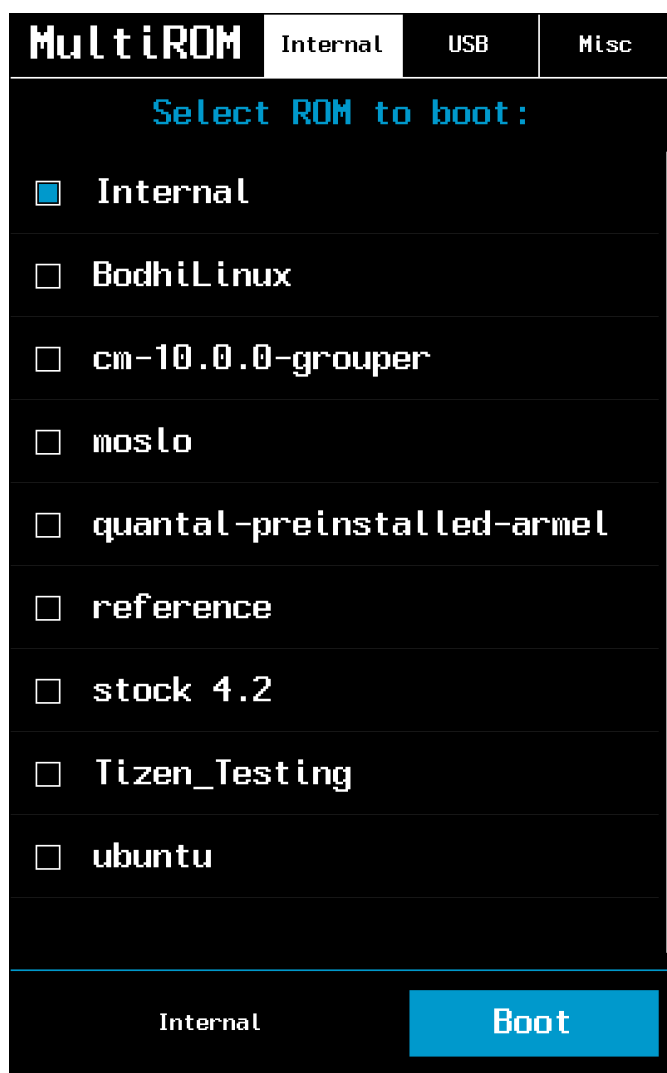 MultiROM Internal USB Misc
Select ROM to boot:
Internal
BodhiLinux
cm-10.0.0-grouper
moslo
quantal-preinstalled-armel
reference
stock 4.2
Tizen_Testing
ubuntu
Internal Boot